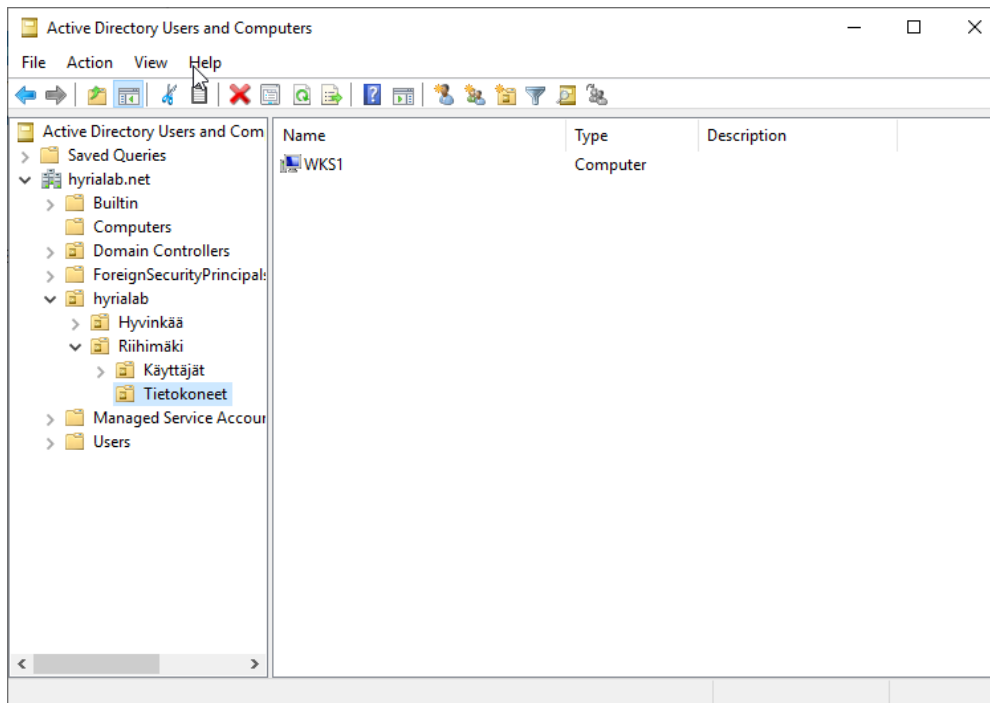 Active Directory Users and Computers
File Action View Help
Active Directory Users and Com
Saved Queries
hyrialab.net
Builtin
Computers
Domain Controllers
ForeignSecurityPrincipals
hyrialab
Hyvinkää
Riihimäki
Käyttäjät
Tietokoneet
Managed Service Accour
Users
Name Type Description
WKS1 Computer